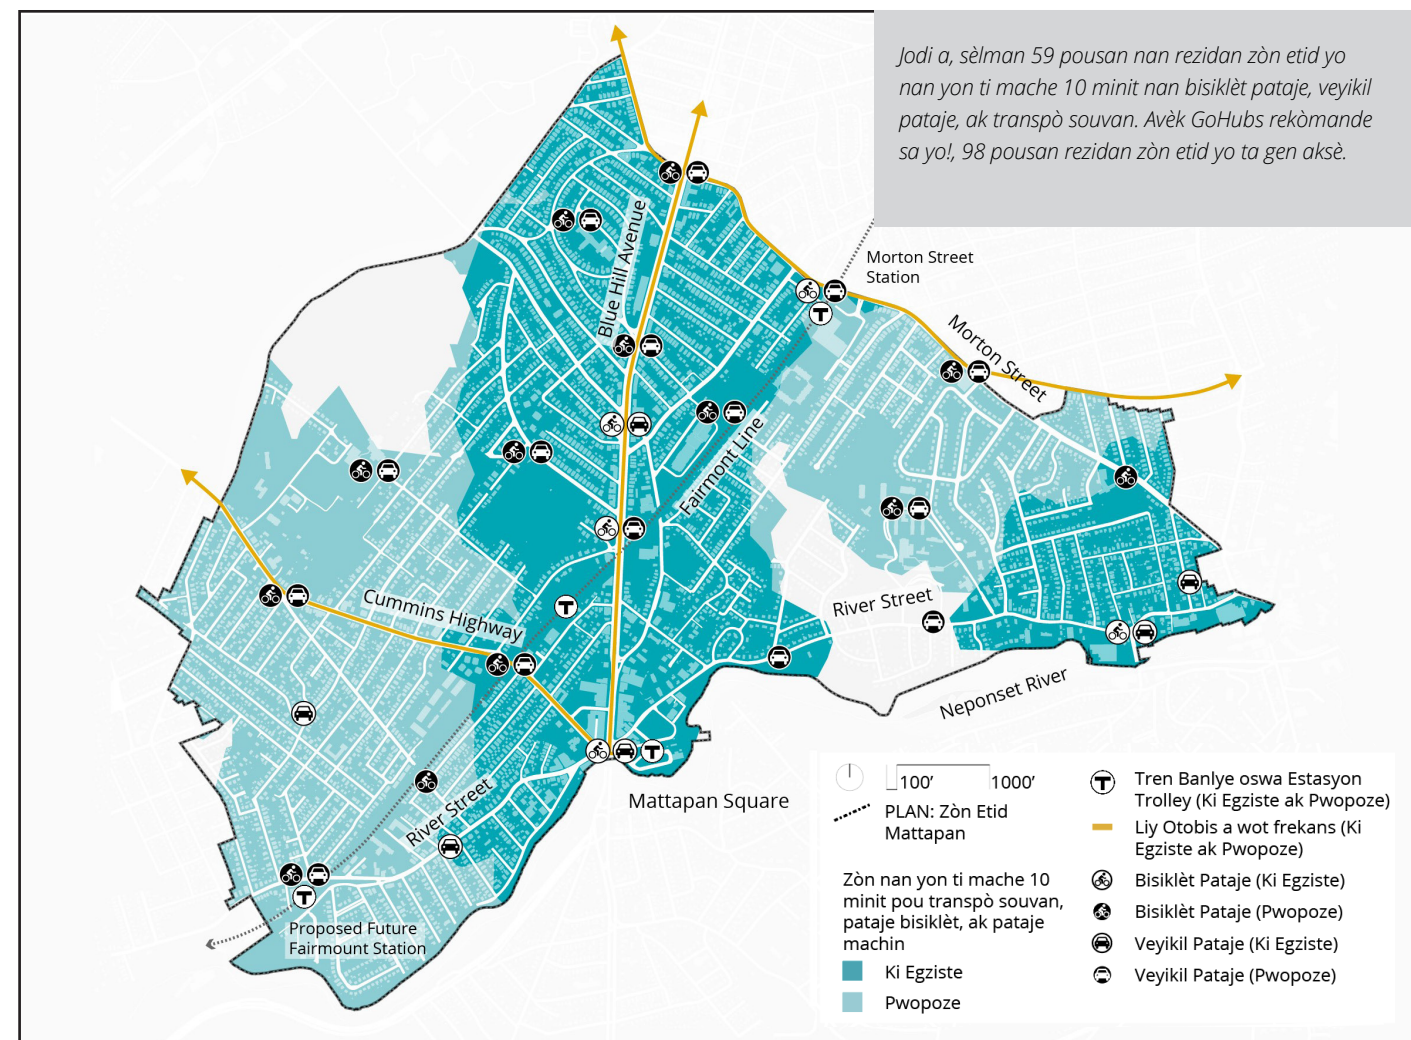 Jodi a, sèlman 59 pousan nan rezidan zòn etid yo
nan yon ti mache 10 minit nan bisiklèt pataje, veyikil
pataje, ak transpò souvan. Avèk GoHubs rekòmande
sa yo!, 98 pousan rezidan zòn etid yo ta gen aksè.
Blue Hill Avenue
Morton Street
Station
Morton Street
Fairmont Line
Cummins Highway
River Street
Neponset River
Mattapan Square
River Street
Proposed Future
Fairmount Station
100’
1000’
PLAN: Zòn Etid
Mattapan
Zòn nan yon ti mache 10
minit pou transpò souvan,
pataje bisiklèt, ak pataje
machin
Ki Egziste
Pwopoze
T
Tren Banlye oswa Estasyon
Trolley (Ki Egziste ak Pwopoze)
Liy Otobis a wot frekans (Ki
Egziste ak Pwopoze)
Bisiklèt Pataje (Ki Egziste)
Bisiklèt Pataje (Pwopoze)
Veyikil Pataje (Ki Egziste)
Veyikil Pataje (Pwopoze)
T
T
T
T